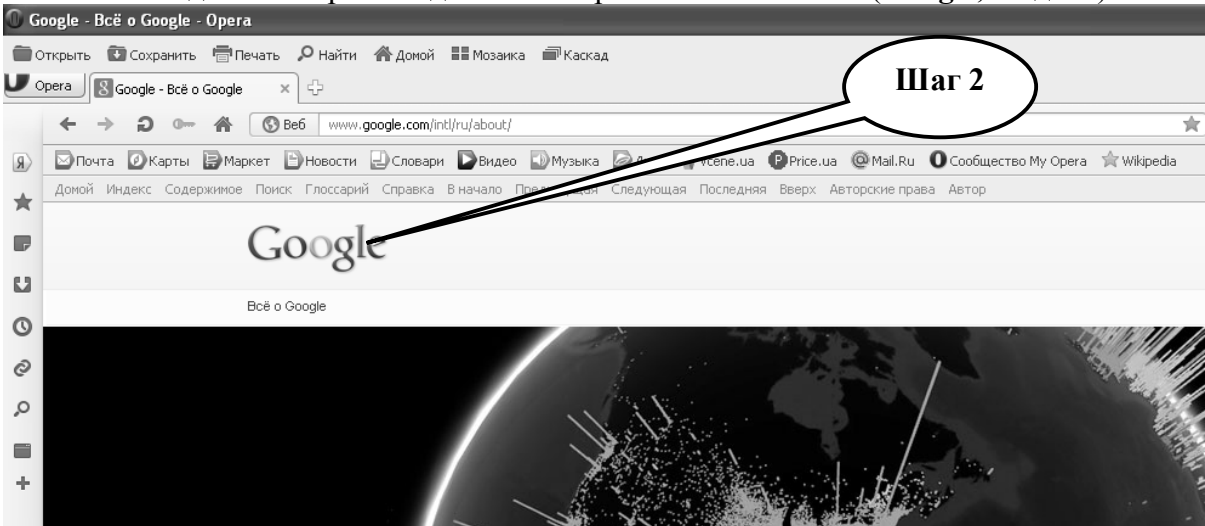 Google - Всё о Google - Opera
Открыть Сохранить Печать Найти Домой Мозаика Каскад
Шаг 2
Opera Google - Всё о Google
Веб www.google.com/intl/ru/about/
Я Почта Карты Маркет Новости Словари Видео Музыка vcene.ua Price.ua Mail.Ru Сообщество My Opera Wikipedia
Домой Индекс Содержимое Поиск Глоссарий Справка В начало Следующая Последняя Вверх Авторские права Автор
Google
Всё о Google